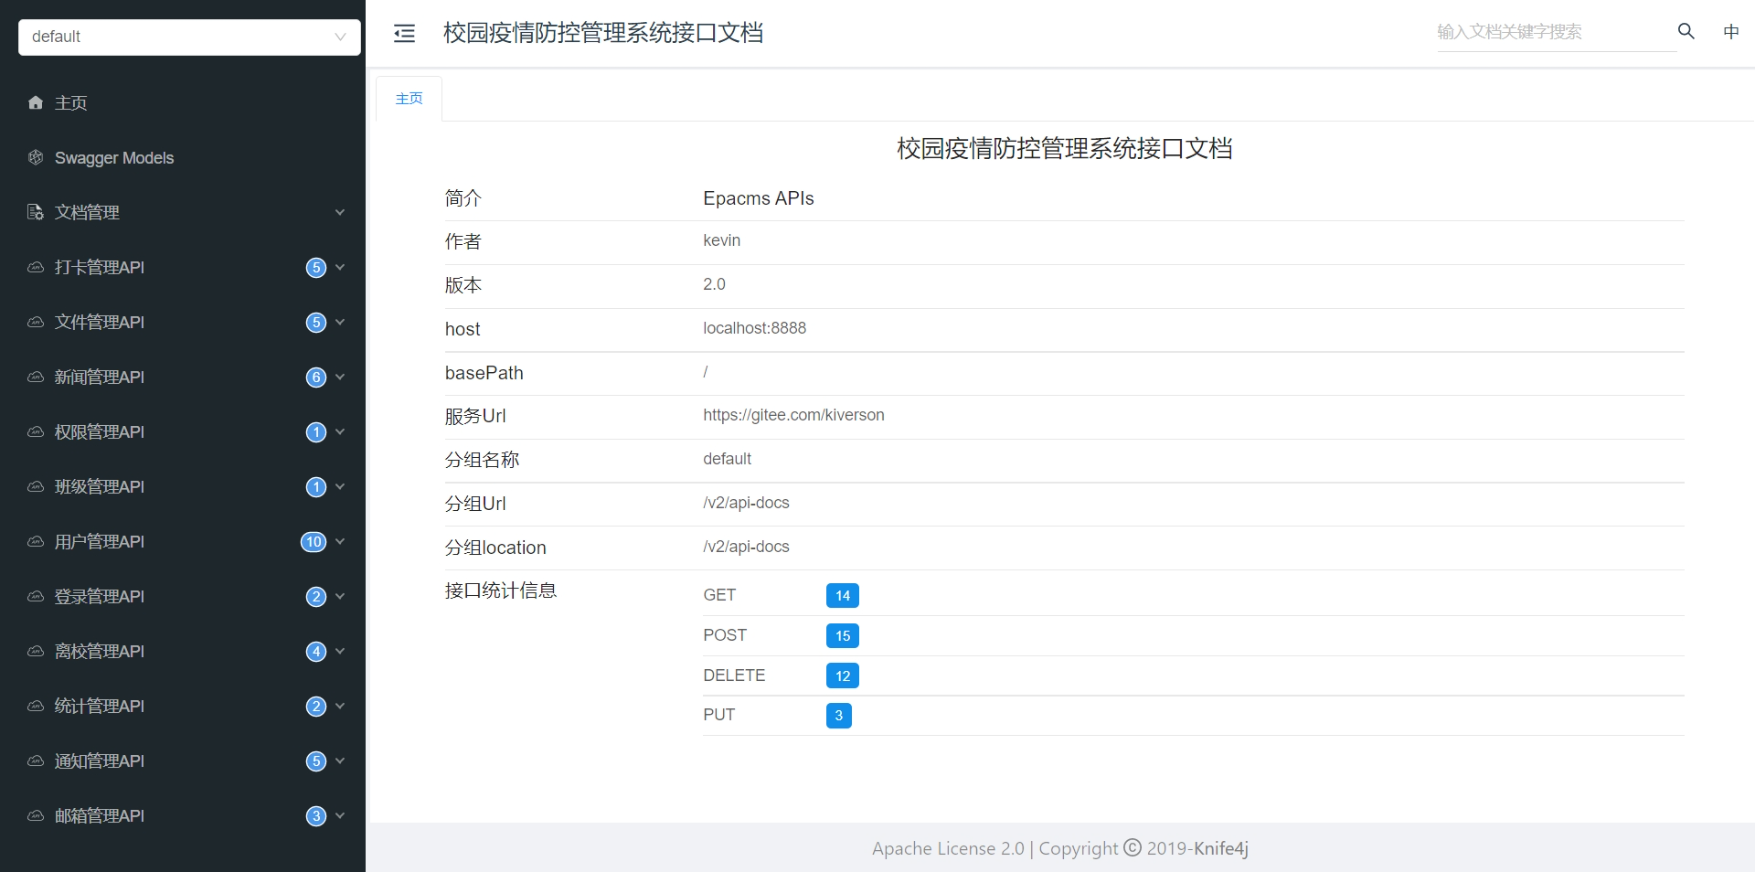 default
主页
Swagger Models
文档管理
打卡管理API 5
文件管理API 5
新闻管理API 6
权限管理API 1
班级管理API 1
用户管理API 10
登录管理API 2
离校管理API 4
统计管理API 2
通知管理API 5
邮箱管理API 3
校园疫情防控管理系统接口文档
输入文档关键字搜索
中
主页
校园疫情防控管理系统接口文档
简介 Epacms APIs
作者 kevin
版本 2.0
host localhost:8888
basePath /
服务Url https://gitee.com/kiverson
分组名称 default
分组Url /v2/api-docs
分组location /v2/api-docs
接口统计信息
GET 14
POST 15
DELETE 12
PUT 3
Apache License 2.0 | Copyright © 2019-Knife4j